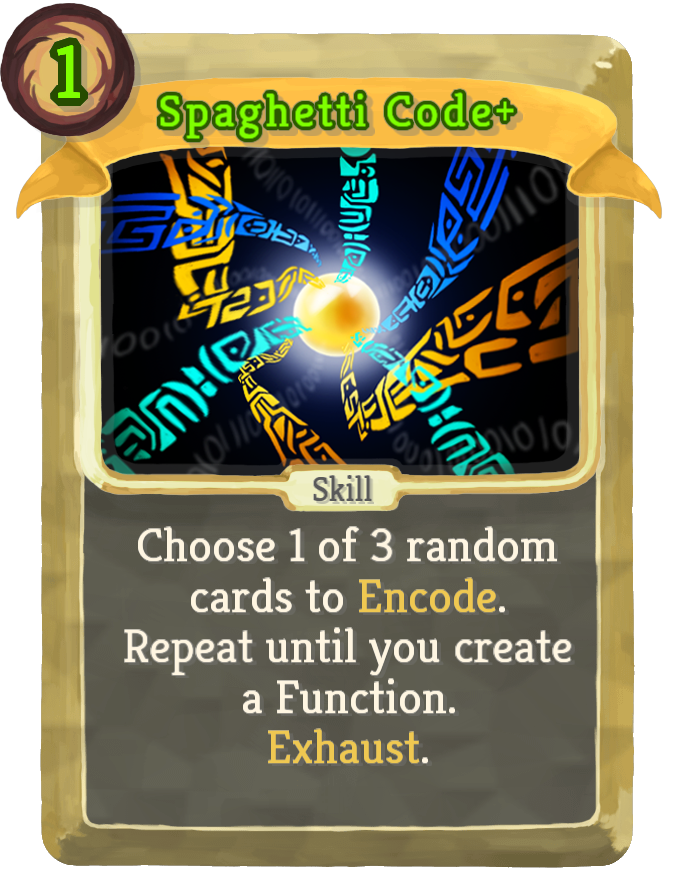 1
Spaghetti Code+
Skill
Choose 1 of 3 random
cards to Encode.
Repeat until you create
a Function.
Exhaust.